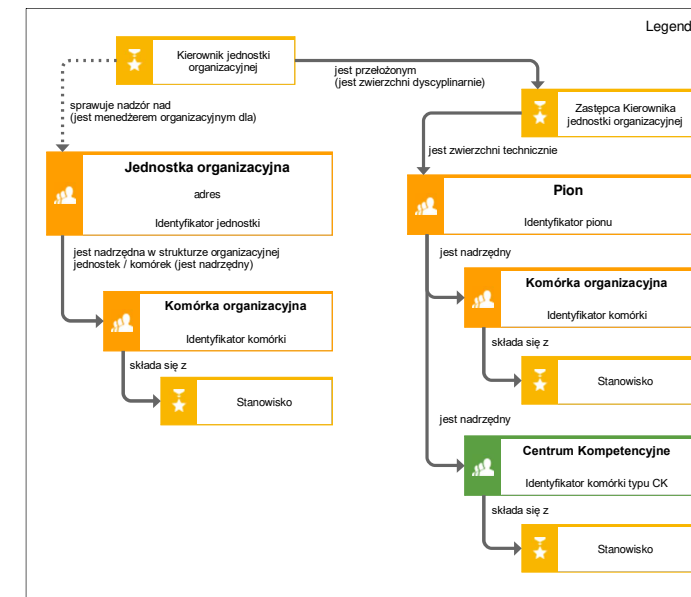 Legend
Kierownik jednostki
organizacyjnej
jest przełożonym
(jest zwierzchni dyscyplinarnie)
sprawuje nadzór nad
(jest menedżerem organizacyjnym dla)
Zastępca Kierownika
jednostki organizacyjnej
jest zwierzchni technicznie
Jednostka organizacyjna
adres
Identyfikator jednostki
Pion
Identyfikator pionu
jest nadrzędna w strukturze organizacyjnej
jednostek / komórek (jest nadrzędny)
jest nadrzędny
Komórka organizacyjna
Identyfikator komórki
Komórka organizacyjna
Identyfikator komórki
składa się z
Stanowisko
składa się z
Stanowisko
jest nadrzędny
Centrum Kompetencyjne
Identyfikator komórki typu CK
składa się z
Stanowisko